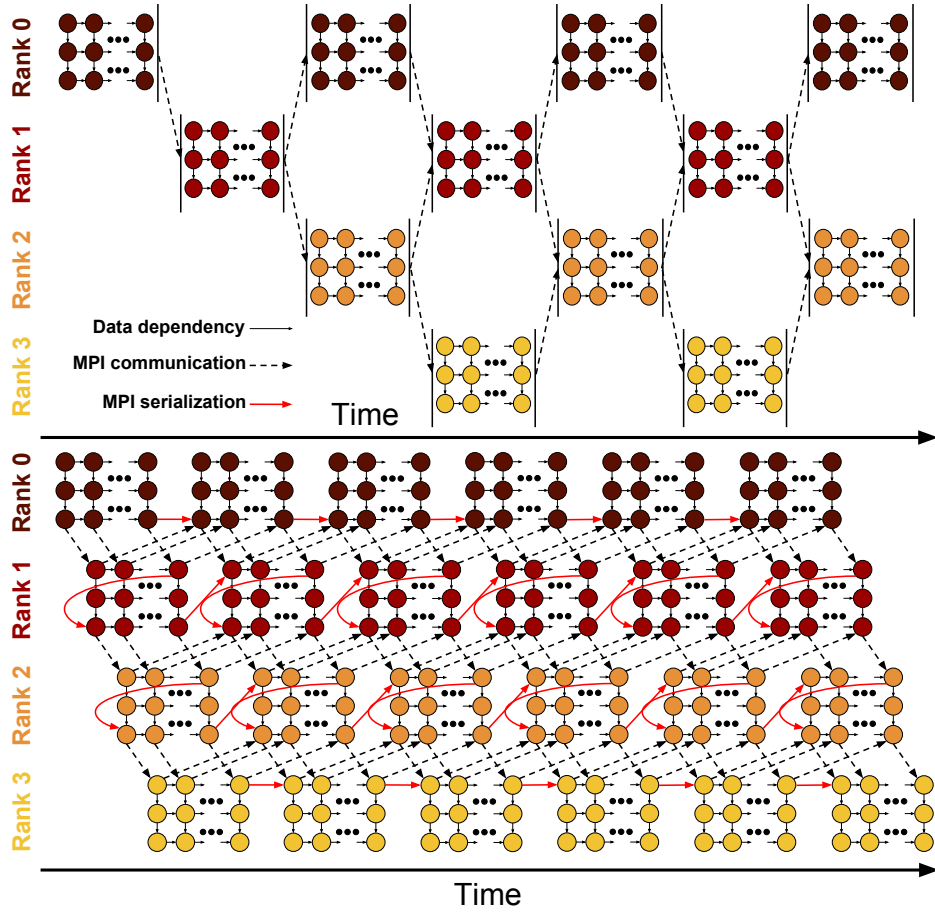 Rank 0
Rank 1
Rank 2
Rank 3
Data dependency
MPI communication
MPI serialization
Time
Rank 0
Rank 1
Rank 2
Rank 3
Time